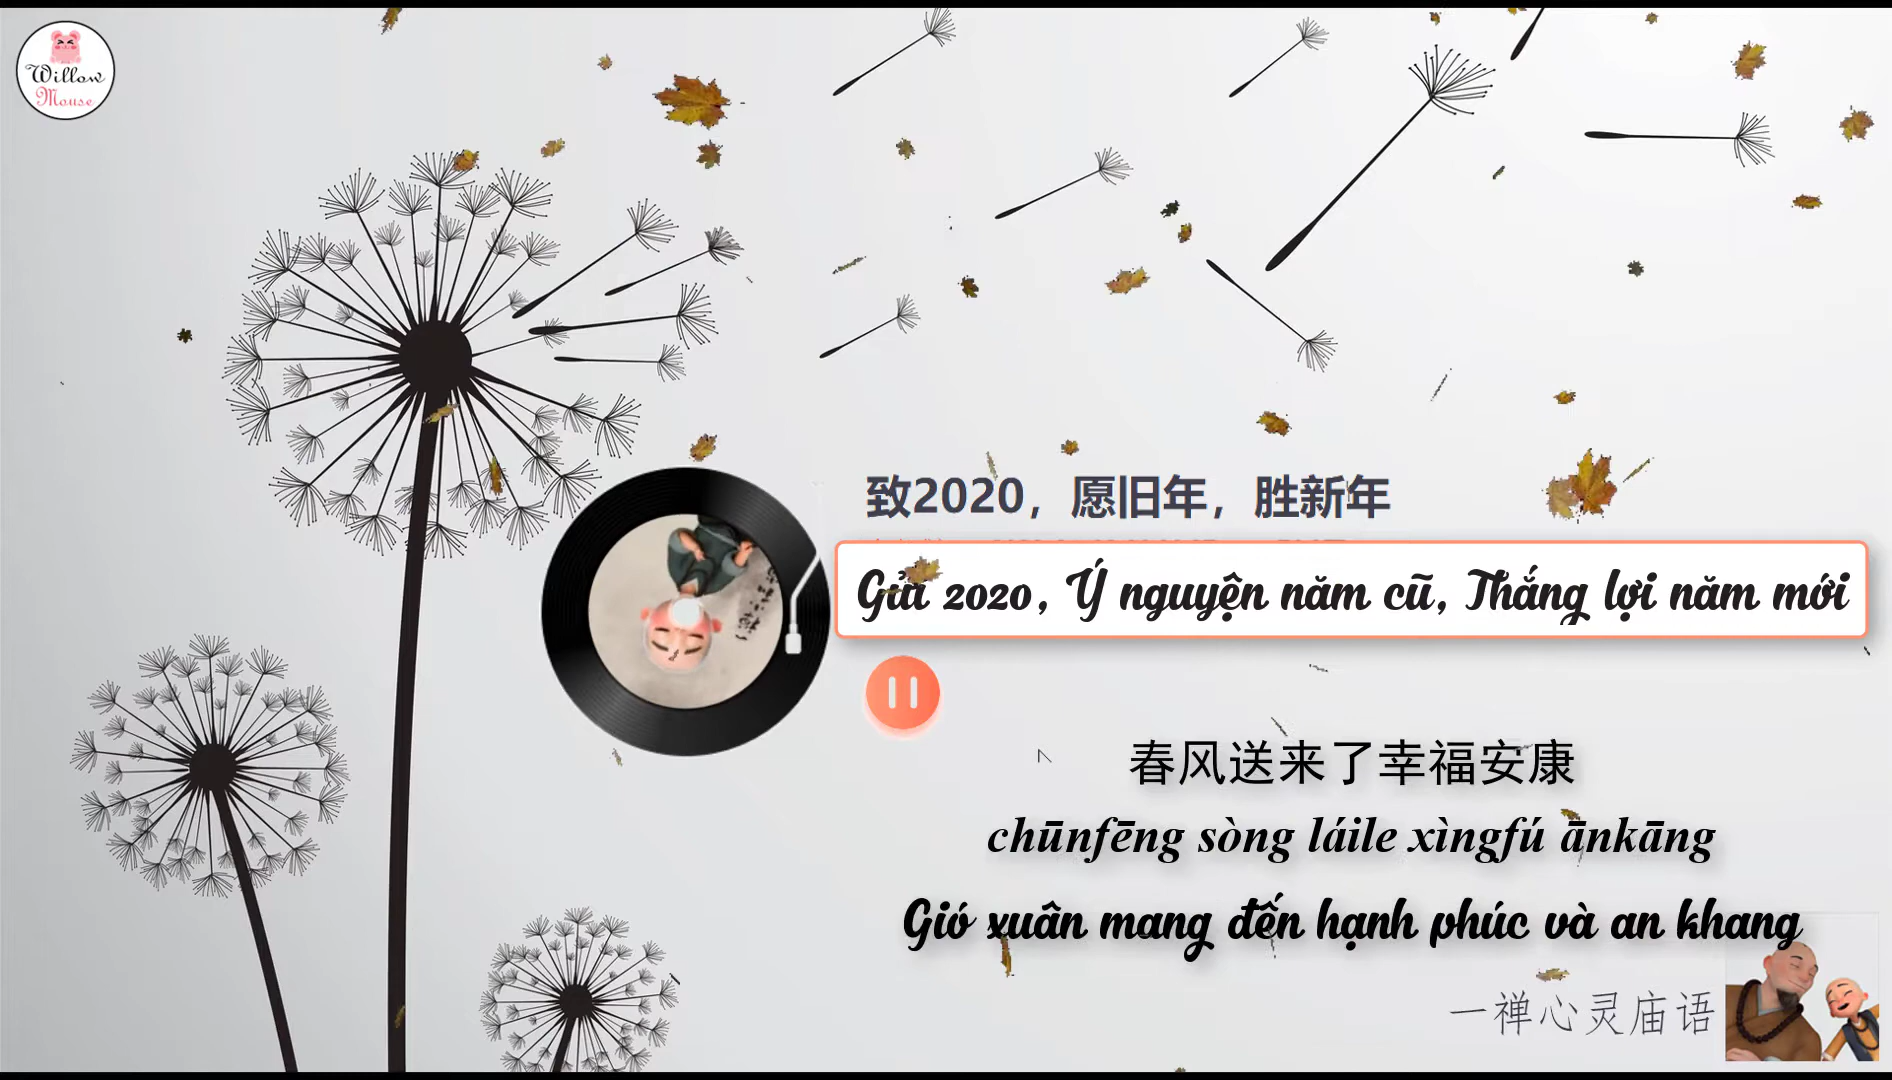 Willow
Mouse
致2020，愿旧年，胜新年
Gửi 2020, Ý nguyện năm cũ, Thắng lợi năm mới
春风送来了幸福安康
chūnfēng sòng láile xìngfú ānkāng
Gió xuân mang đến hạnh phúc và an khang
一禅心灵庙语